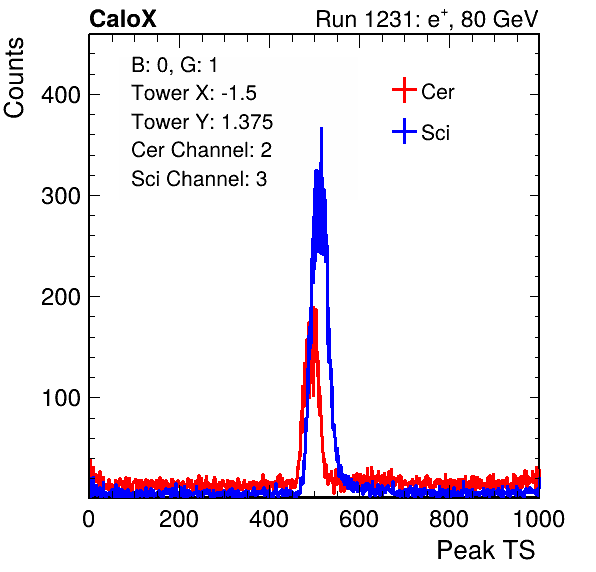 CaloX Run 1231: e⁺, 80 GeV
Counts
B: 0, G: 1
Tower X: -1.5
Tower Y: 1.375
Cer Channel: 2
Sci Channel: 3
Cer
Sci
400
300
200
100
0 200 400 600 800 1000
Peak TS